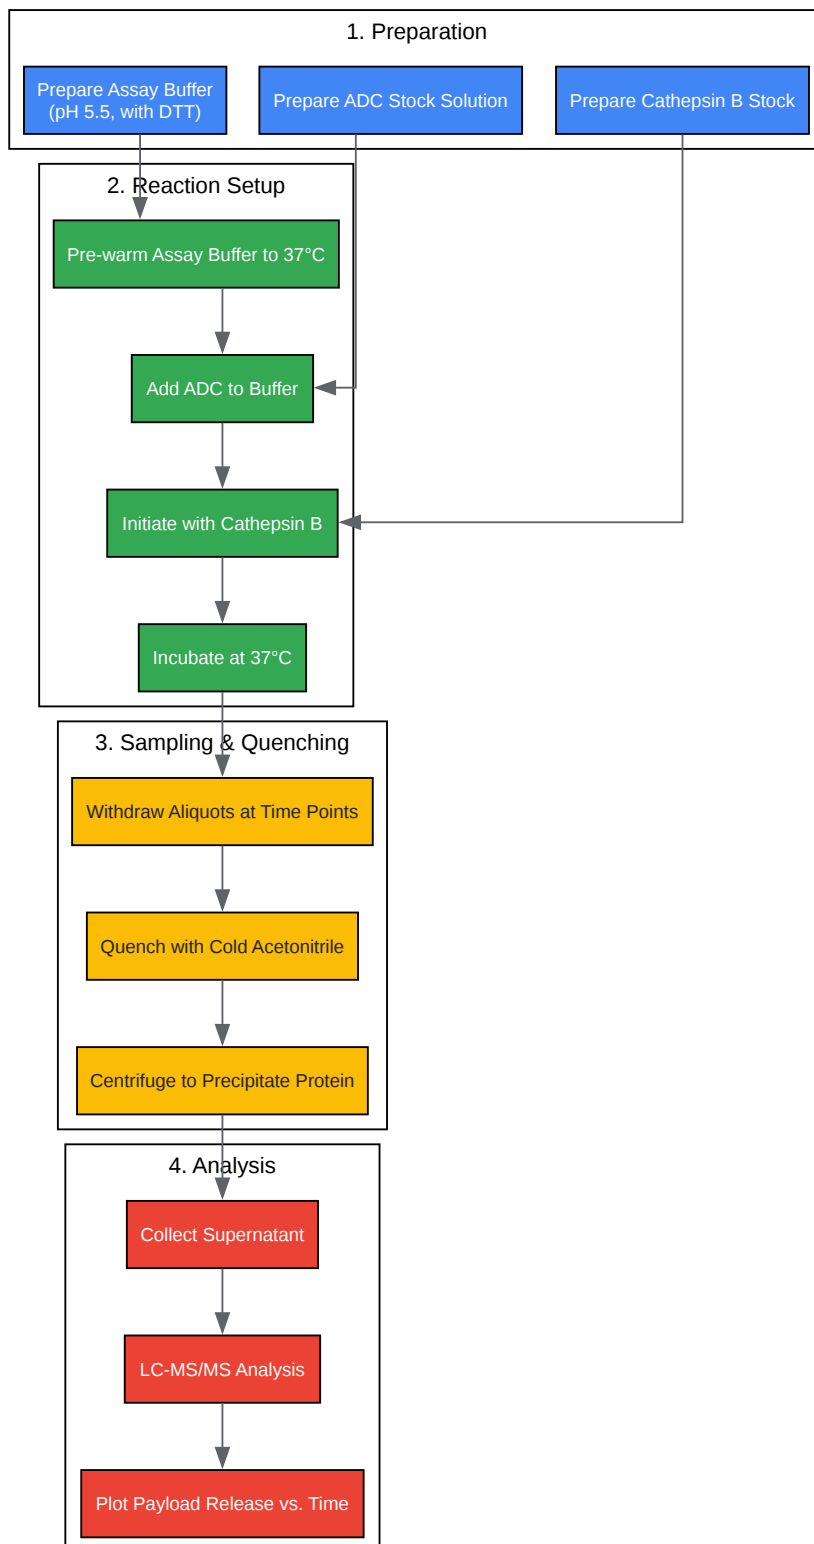 1. Preparation
Prepare Assay Buffer
(pH 5.5, with DTT)
Prepare ADC Stock Solution
Prepare Cathepsin B Stock
2. Reaction Setup
Pre-warm Assay Buffer to 37°C
Add ADC to Buffer
Initiate with Cathepsin B
Incubate at 37°C
3. Sampling & Quenching
Withdraw Aliquots at Time Points
Quench with Cold Acetonitrile
Centrifuge to Precipitate Protein
4. Analysis
Collect Supernatant
LC-MS/MS Analysis
Plot Payload Release vs. Time